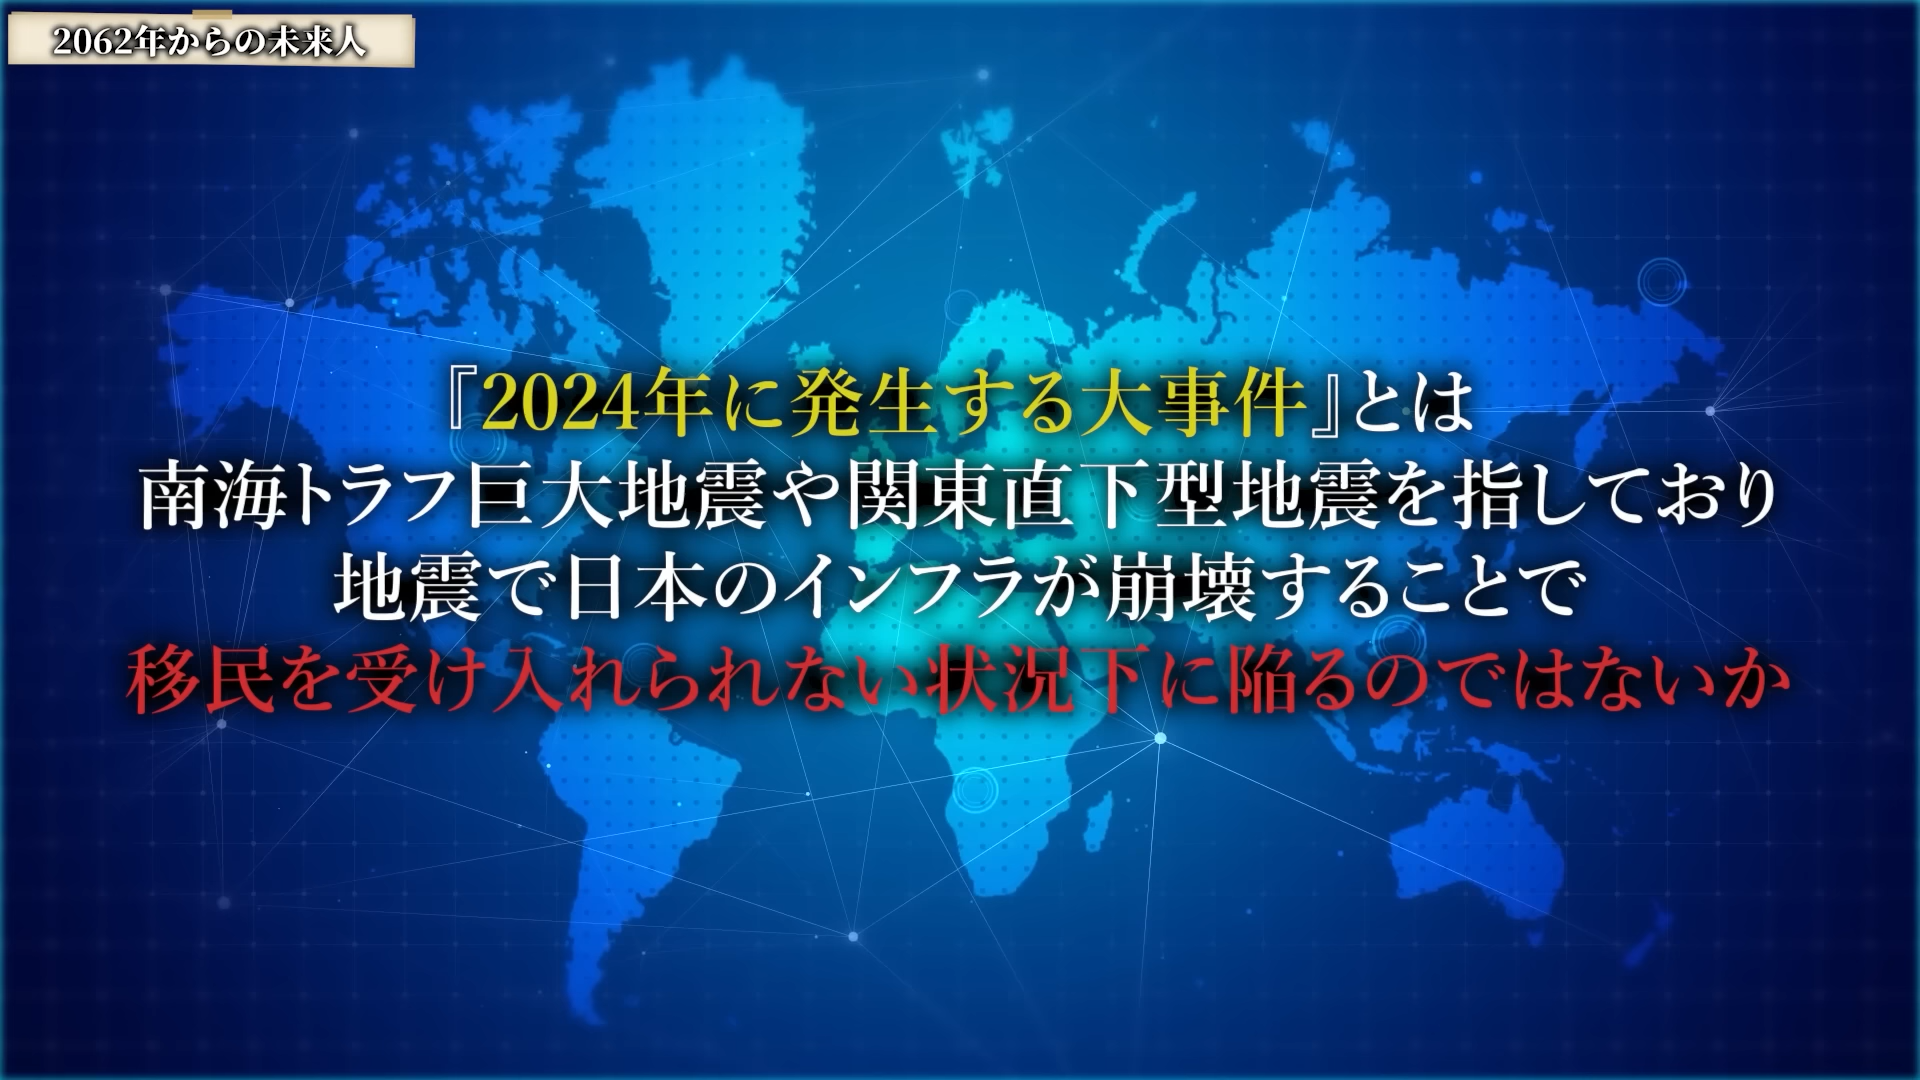 2062年からの未来人
『2024年に発生する大事件』とは
南海トラフ巨大地震や関東直下型地震を指しており
地震で日本のインフラが崩壊することで
移民を受け入れられない状況下に陥るのではないか